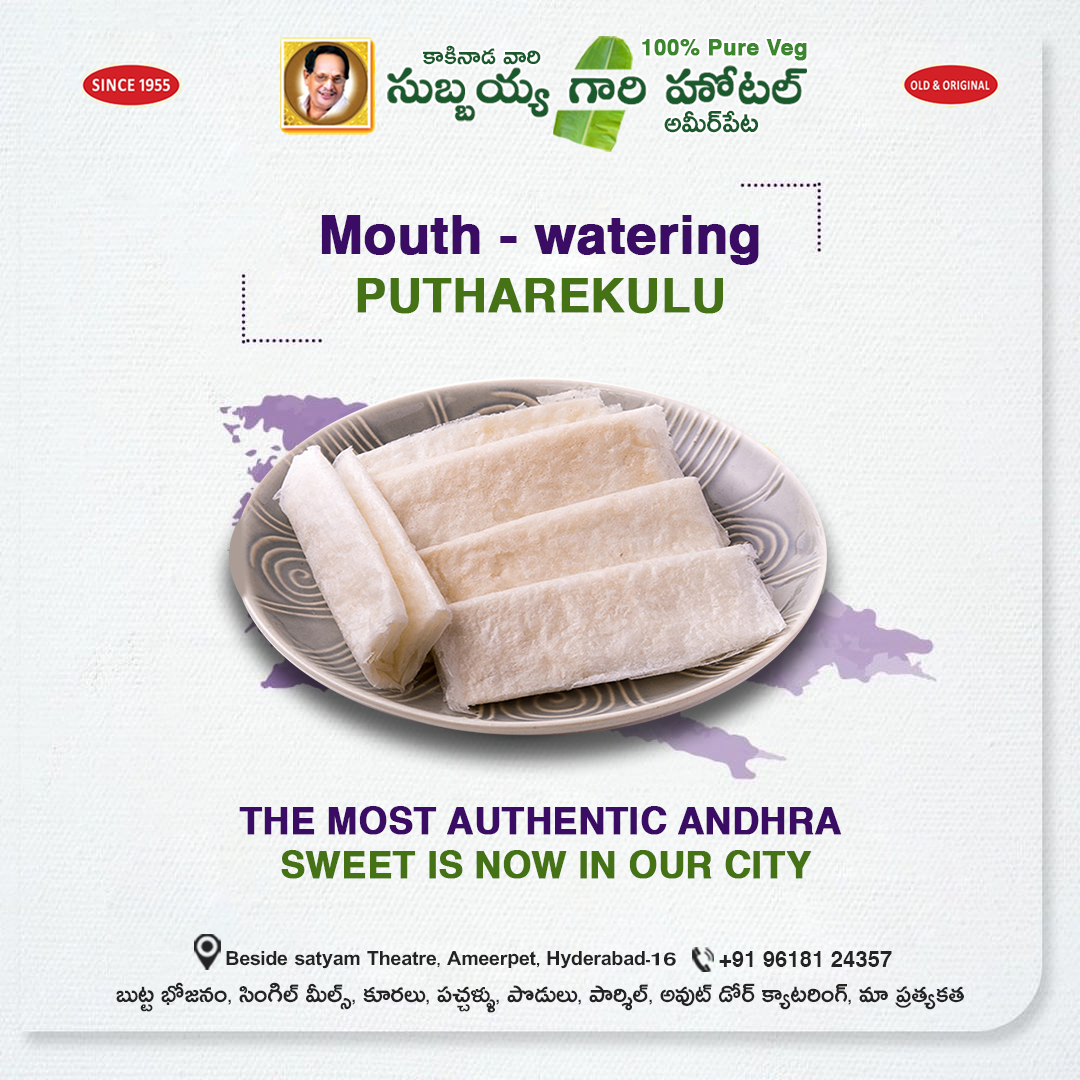 SINCE 1955
కాకినాడ వారి
100% Pure Veg
సుబ్బయ్య గారి హోటల్
అమీర్‌పేట
OLD & ORIGINAL
Mouth - watering
PUTHAREKULU
THE MOST AUTHENTIC ANDHRA
SWEET IS NOW IN OUR CITY
Beside satyam Theatre, Ameerpet, Hyderabad-16 +91 96181 24357
బుట్ట భోజనం, సింగిల్ మీల్స్, కూరలు, పచ్చళ్ళు, పొడులు, పార్శిల్, అవుట్ డోర్ క్యాటరింగ్, మా ప్రత్యకత